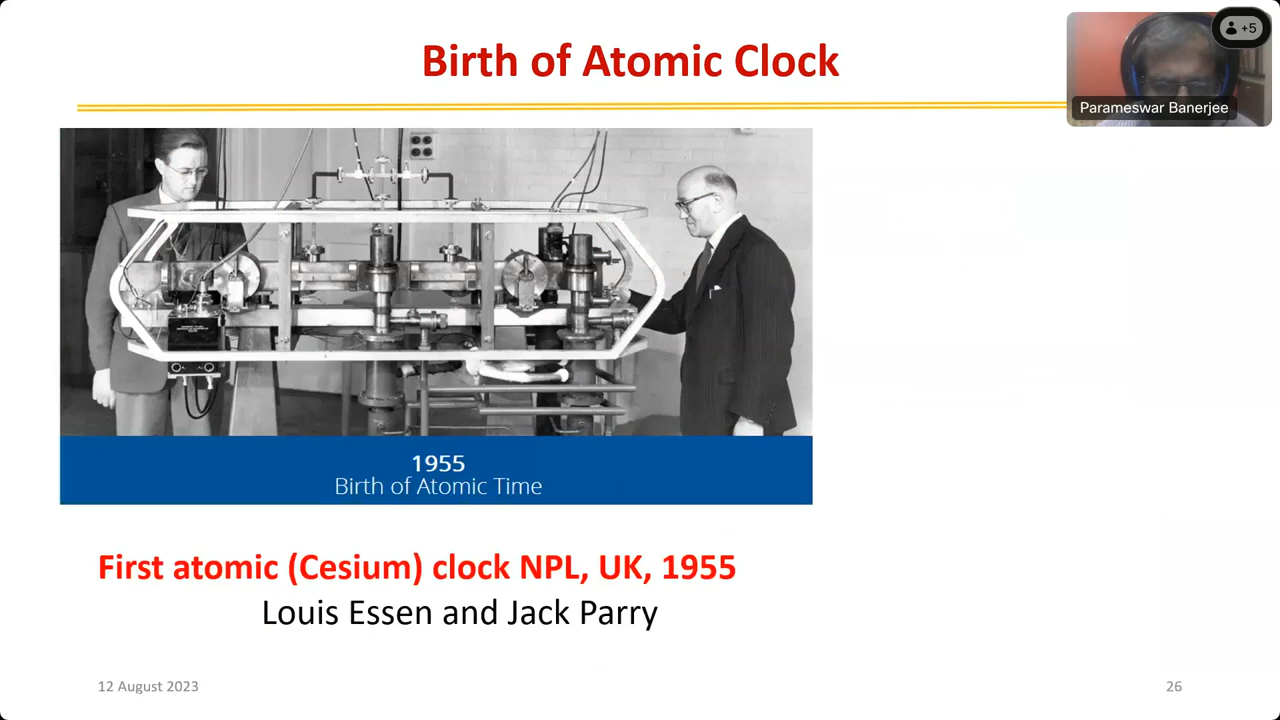 Birth of Atomic Clock
+5
Parameswar Banerjee
1955
Birth of Atomic Time
First atomic (Cesium) clock NPL, UK, 1955
Louis Essen and Jack Parry
12 August 2023
26